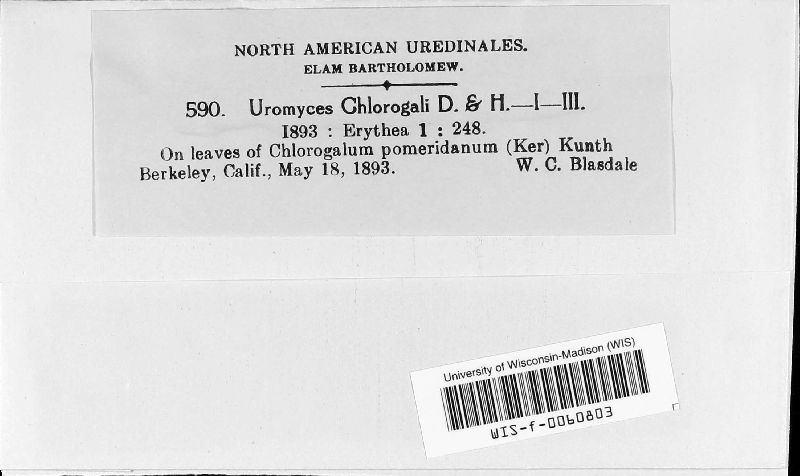 NORTH AMERICAN UREDINALES.
ELAM BARTHOLOMEW.
590. Uromyces Chlorogali D. & H.—I—III.
1893 : Erythea 1 : 248.
On leaves of Chlorogalum pomeridanum (Ker) Kunth
Berkeley, Calif., May 18, 1893. W. C. Blasdale
University of Wisconsin-Madison (WIS)
WIS-f-0060803